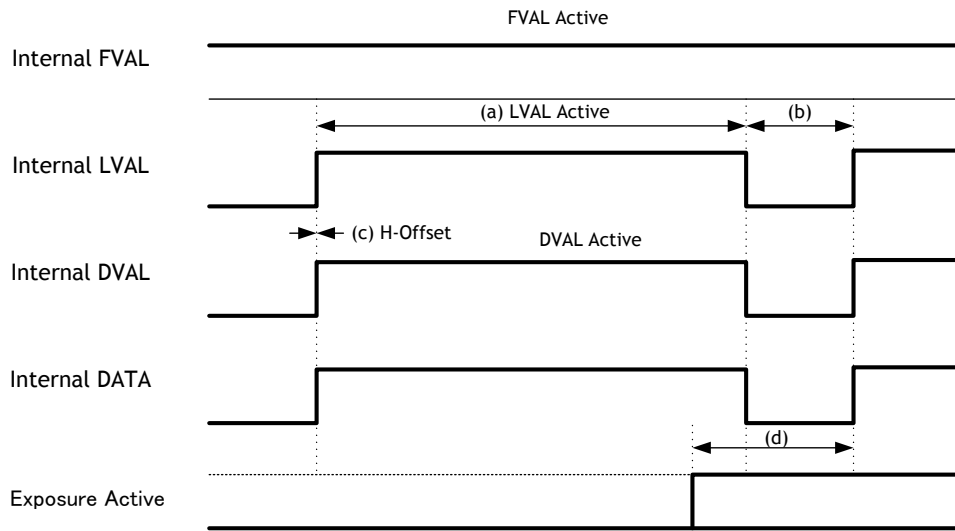 FVAL Active
Internal FVAL
(a) LVAL Active
(b)
Internal LVAL
(c) H-Offset
DVAL Active
Internal DVAL
Internal DATA
(d)
Exposure Active